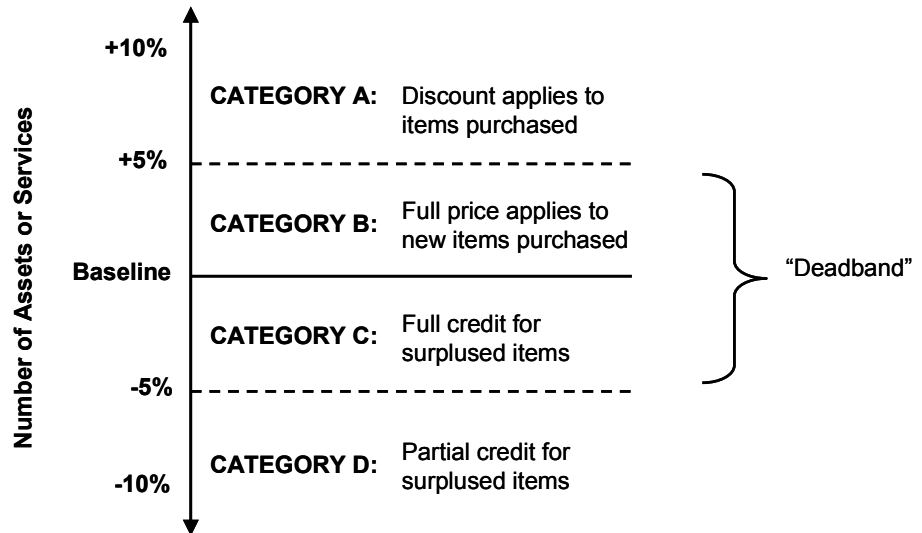 Number of Assets or Services
+10%
CATEGORY A: Discount applies to
items purchased
+5%
CATEGORY B: Full price applies to
new items purchased
Baseline
“Deadband”
CATEGORY C: Full credit for
surplused items
-5%
CATEGORY D: Partial credit for
surplused items
-10%